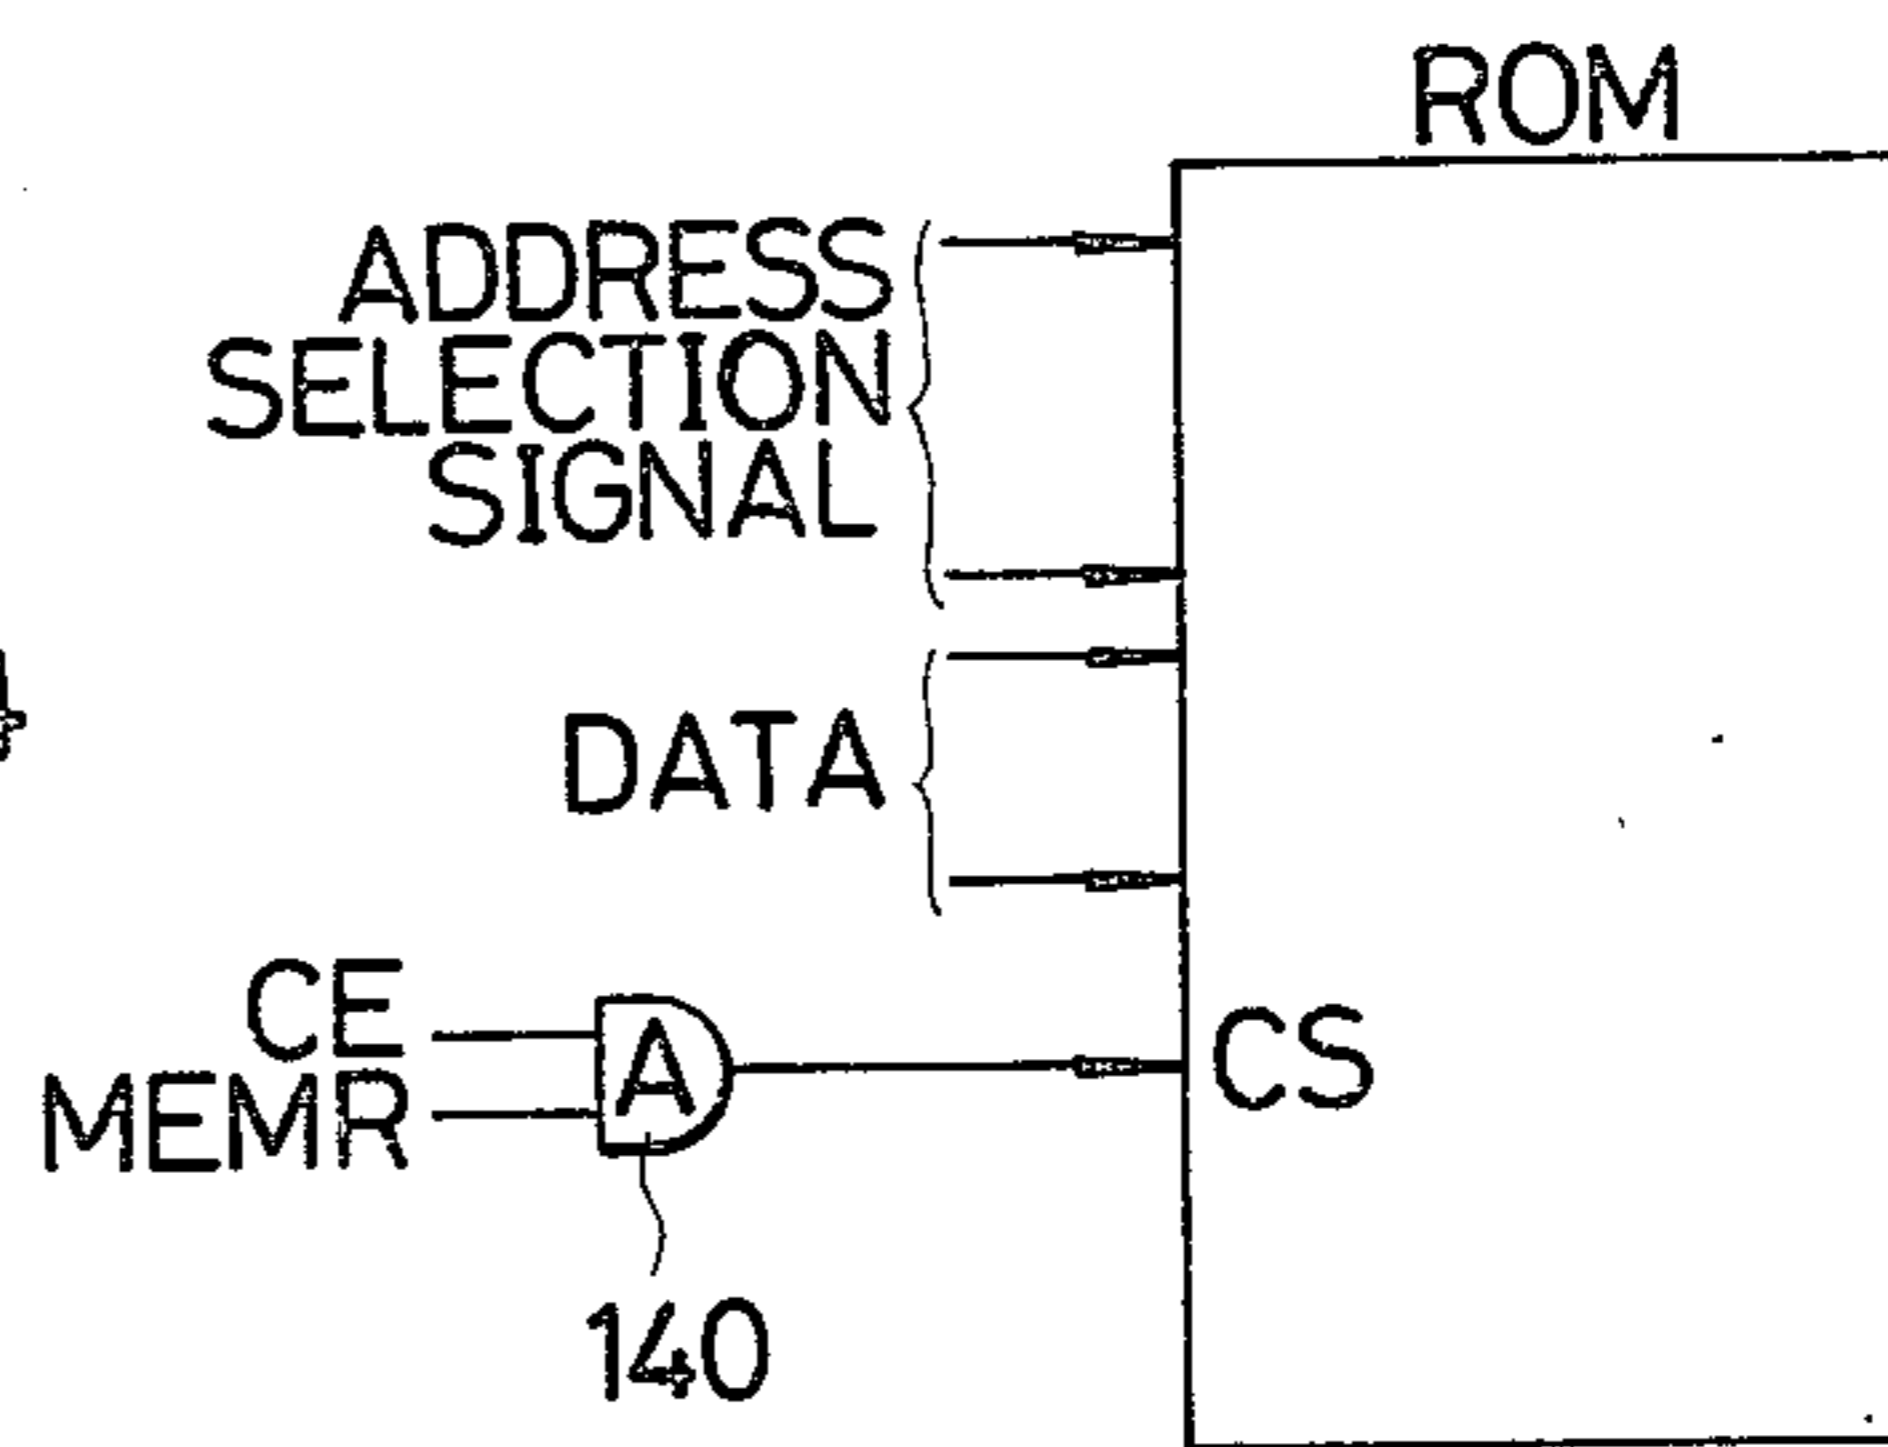 ROM
ADDRESS
SELECTION
SIGNAL
DATA
CE
MEMR
A
CS
140